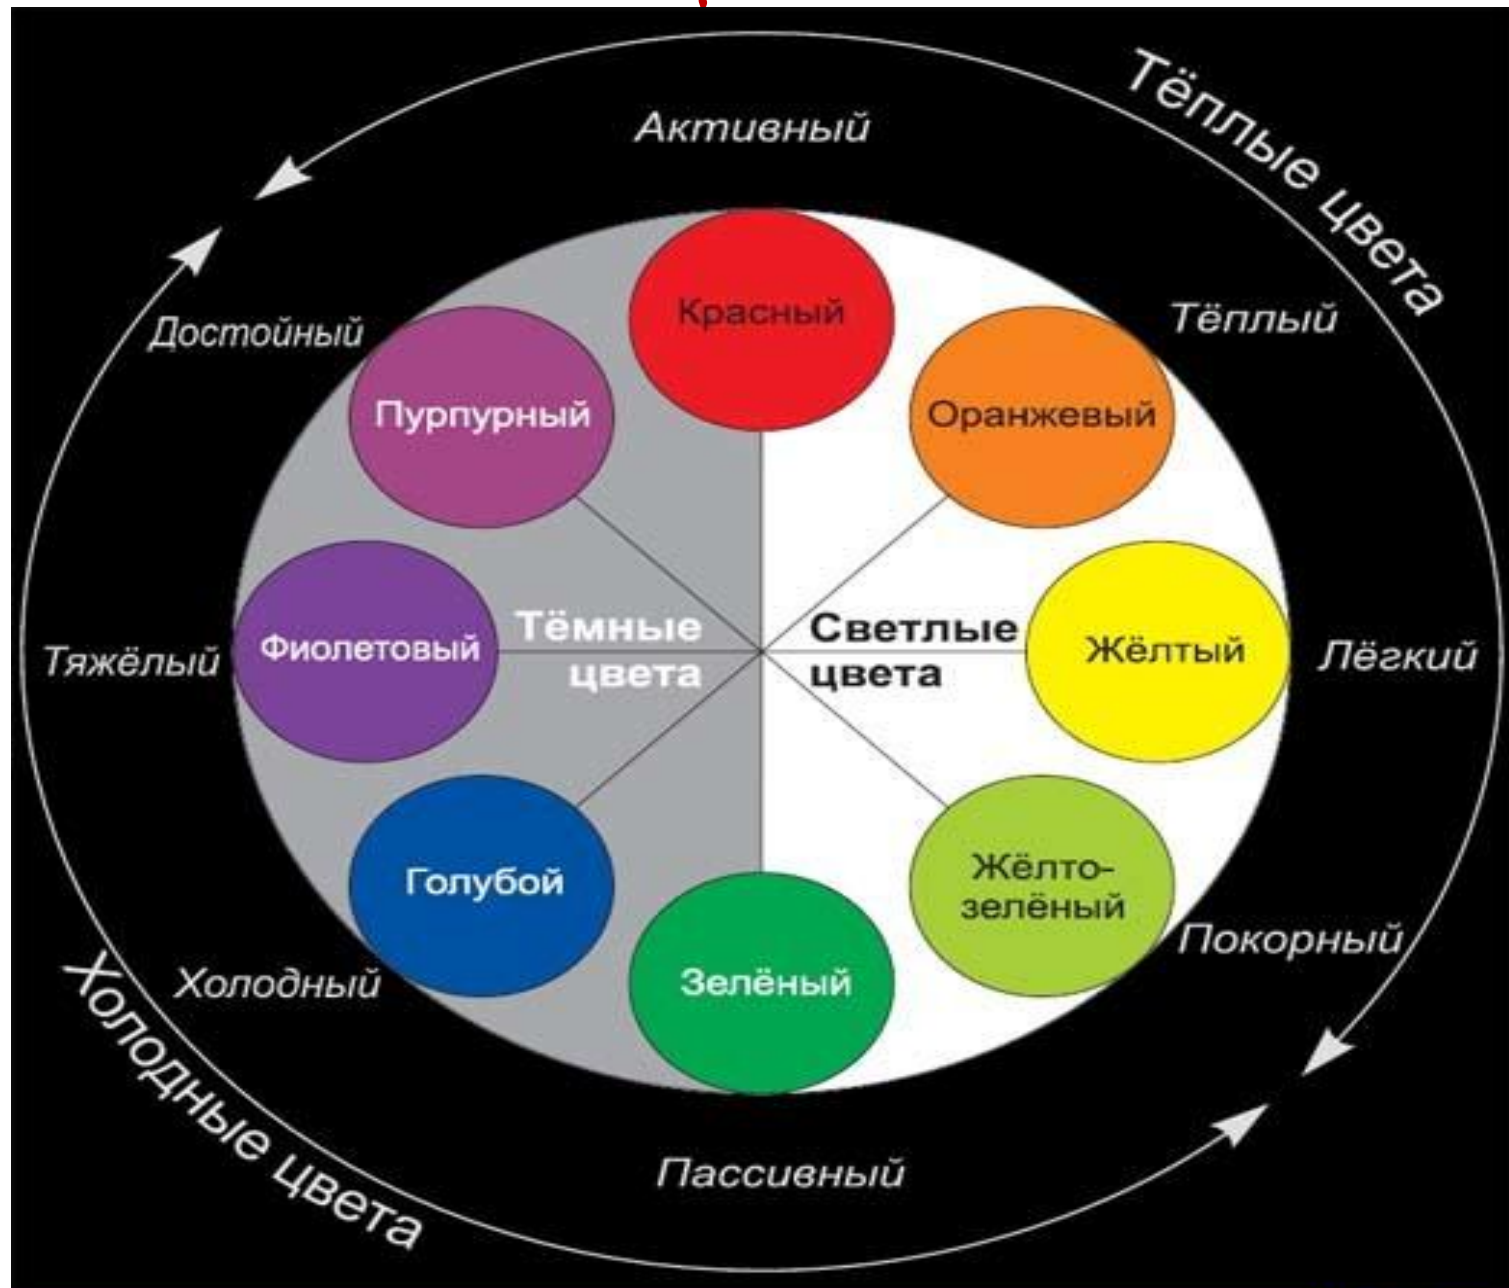 Тёплые цвета
Активный
Достойный
Тёплый
Красный
Пурпурный
Оранжевый
Тяжёлый
Фиолетовый
Тёмные
цвета
Светлые
цвета
Жёлтый
Лёгкий
Голубой
Жёлто-
зелёный
Покорный
Холодный
Зелёный
Холодные цвета
Пассивный